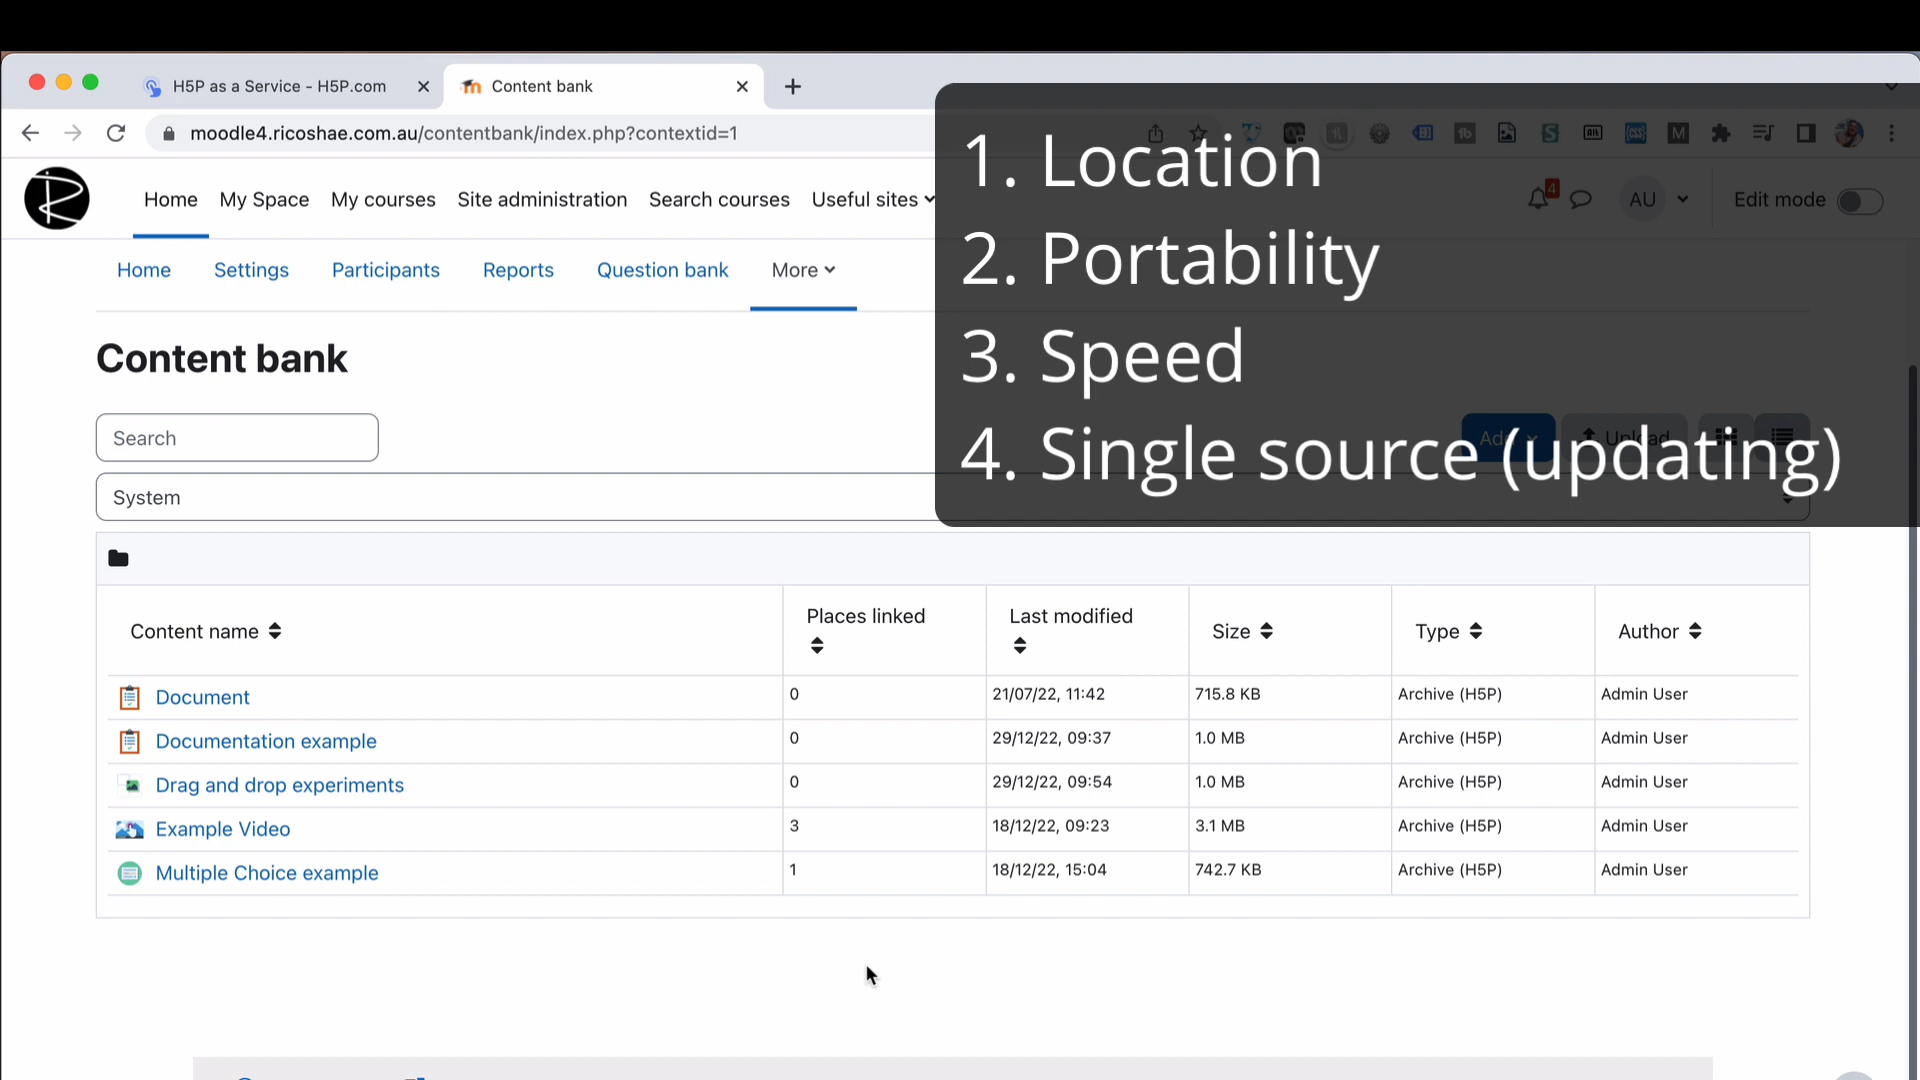 H5P as a Service - H5P.com
Content bank
moodle4.ricoshae.com.au/contentbank/index.php?contextid=1
1. Location
2. Portability
3. Speed
4. Single source (updating)
Home My Space My courses Site administration Search courses Useful sites
4
AU
Edit mode
Home Settings Participants Reports Question bank More
Content bank
Search
Add
Upload
System
Content name Places linked Last modified Size Type Author
Document 0 21/07/22, 11:42 715.8 KB Archive (H5P) Admin User
Documentation example 0 29/12/22, 09:37 1.0 MB Archive (H5P) Admin User
Drag and drop experiments 0 29/12/22, 09:54 1.0 MB Archive (H5P) Admin User
Example Video 3 18/12/22, 09:23 3.1 MB Archive (H5P) Admin User
Multiple Choice example 1 18/12/22, 15:04 742.7 KB Archive (H5P) Admin User